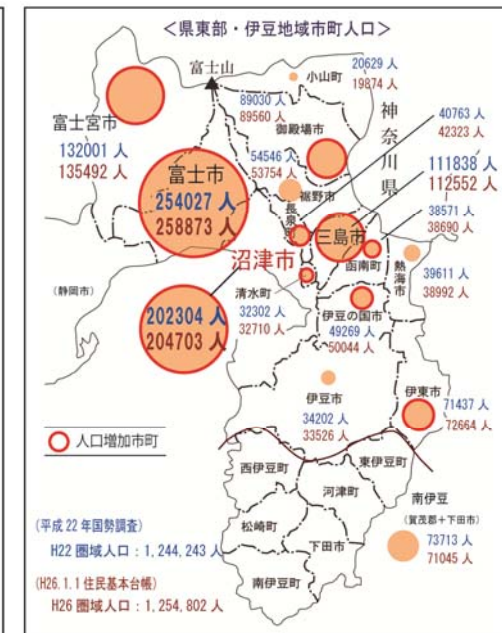 ＜県東部・伊豆地域市町人口＞
富士山
小山町
20629 人
19874 人
神奈川県
富士宮市
132001 人
135492 人
89030 人
89560 人
御殿場市
40763 人
42323 人
富士市
254027 人
258873 人
54546 人
53754 人
裾野市
長泉町
111838 人
112552 人
三島市
38571 人
38690 人
函南町
沼津市
202304 人
204703 人
清水町
32302 人
32710 人
熱海市
39611 人
38992 人
(静岡市)
伊豆の国市
49269 人
50044 人
伊豆市
34202 人
33526 人
伊東市
71437 人
72664 人
人口増加市町
西伊豆町
東伊豆町
河津町
松崎町
下田市
南伊豆町
南伊豆
(賀茂郡＋下田市)
73713 人
71045 人
(平成 22 年国勢調査)
H22 圏域人口：1,244,243 人
(H26.1.1 住民基本台帳)
H26 圏域人口：1,254,802 人